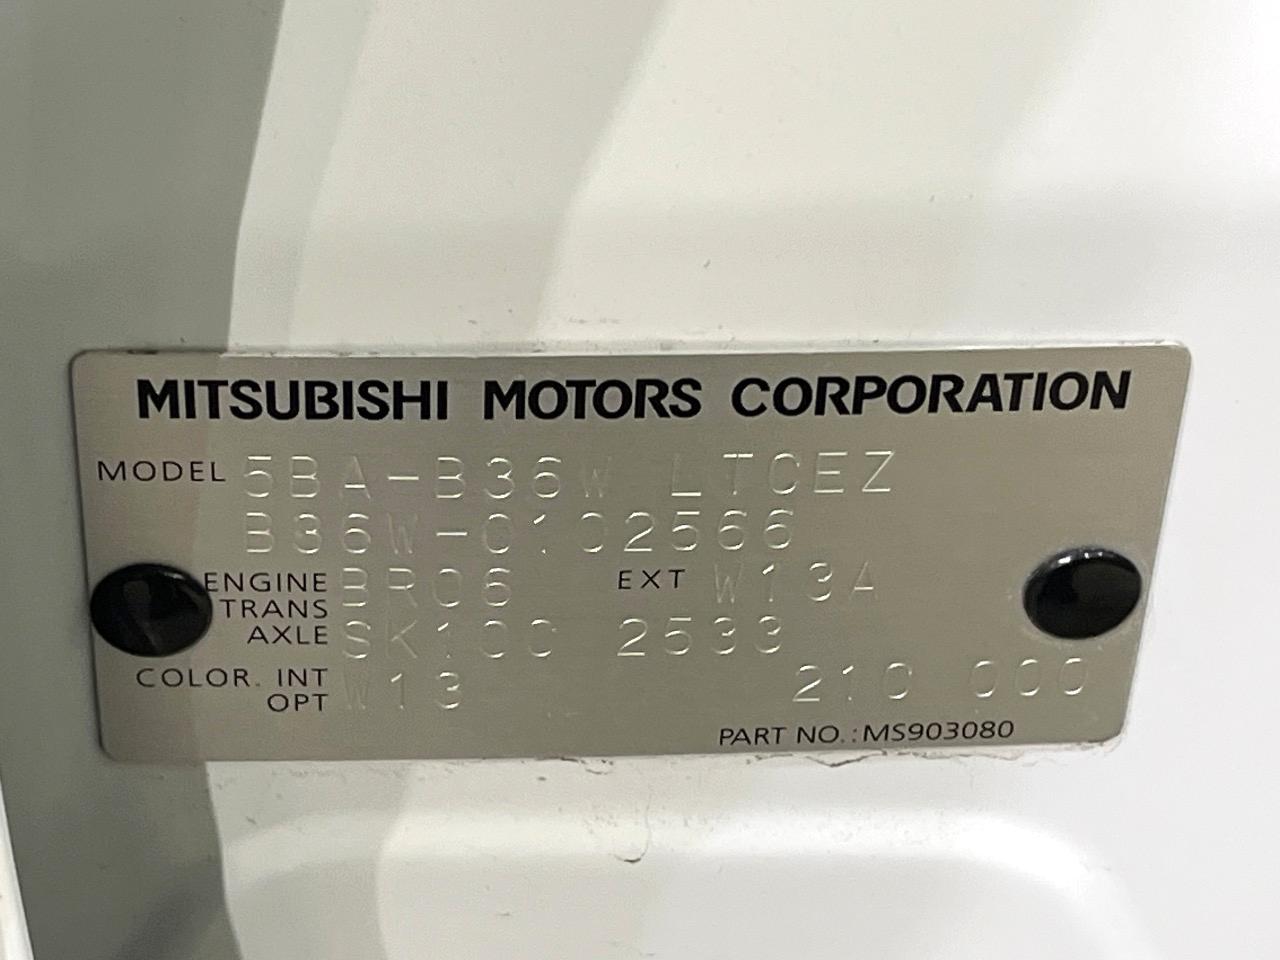 MITSUBISHI MOTORS CORPORATION
MODEL 5BA-B36W LTCEZ
B36W-0102566
ENGINE BR06 EXT W13A
TRANS
AXLE SK100 2533
COLOR. INT
OPT W13 210 000
PART NO.:MS903080